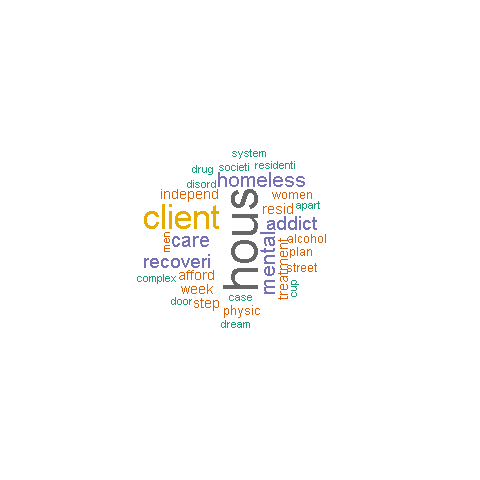 system
drug
societi
residenti
disord
homeless
independ
women
apart
client
hous
resid
addict
men
care
mental
alcohol
recoveri
treatment
plan
complex
afford
street
week
cup
door
step
case
physic
dream